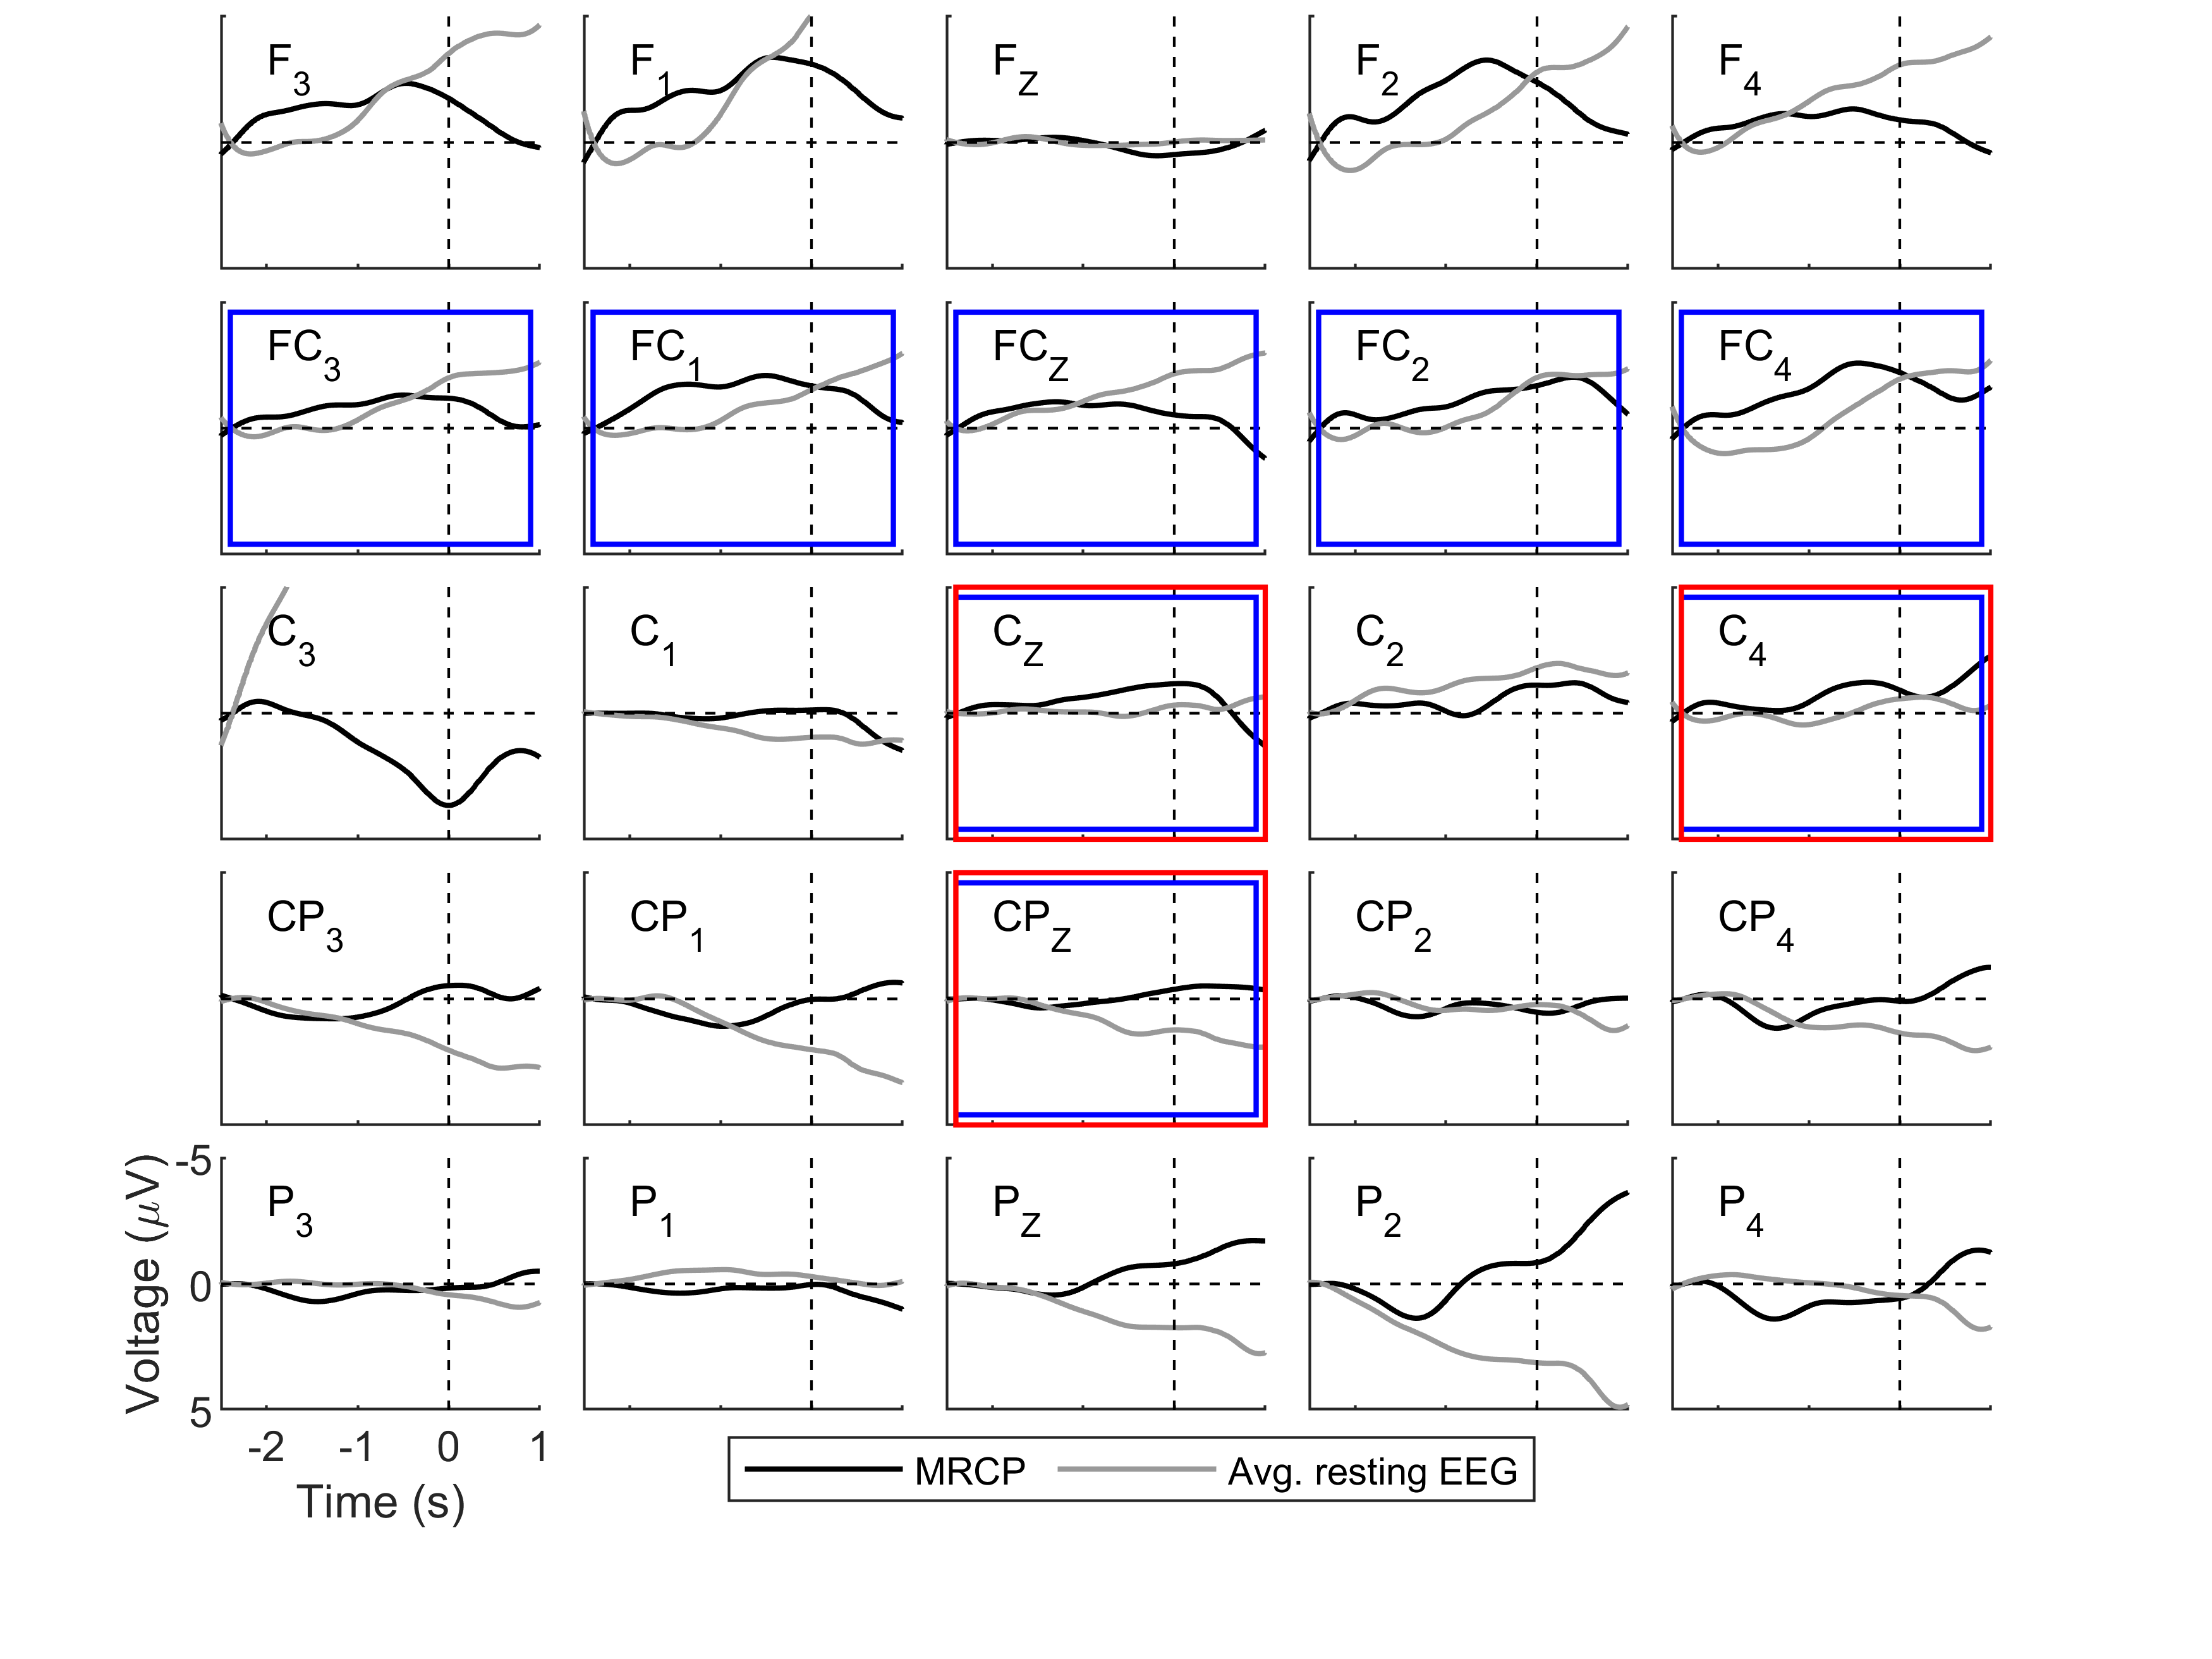 F3 F1 FZ F2 F4
FC3 FC1 FCZ FC2 FC4
C3 C1 CZ C2 C4
CP3 CP1 CPZ CP2 CP4
-5
P3 P1 PZ P2 P4
Voltage (μV)
0
5
-2 -1 0 1
Time (s)
MRCP Avg. resting EEG